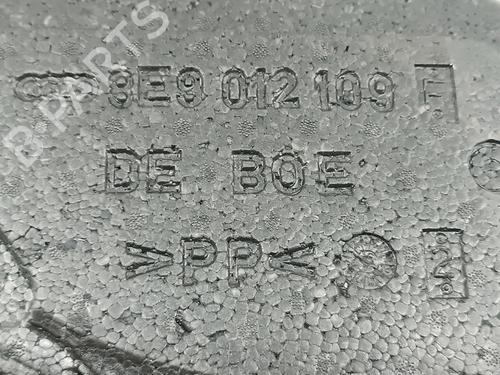 8E9 012 109 F
DE BOE
>PP< 2
B-PARTS